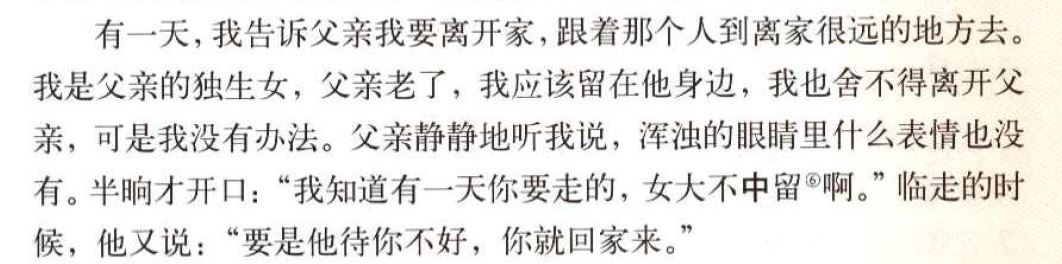 有一天，我告诉父亲我要离开家，跟着那个人到离家很远的地方去。
我是父亲的独生女，父亲老了，我应该留在他身边，我也舍不得离开父
亲，可是我没有办法。父亲静静地听我说，浑浊的眼睛里什么表情也没
有。半晌才开口：“我知道有一天你要走的，女大不中留⑥啊。”临走的时
候，他又说：“要是他待你不好，你就回家来。”